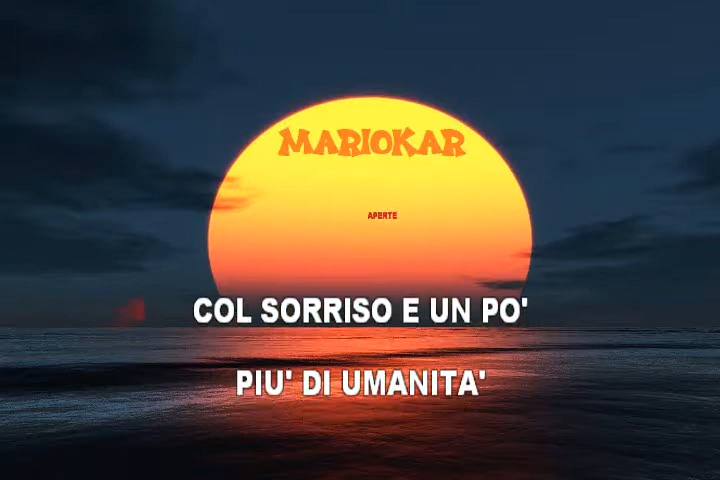 MARIOKAR
APERTE
COL SORRISO E UN PO'
PIU' DI UMANITA'